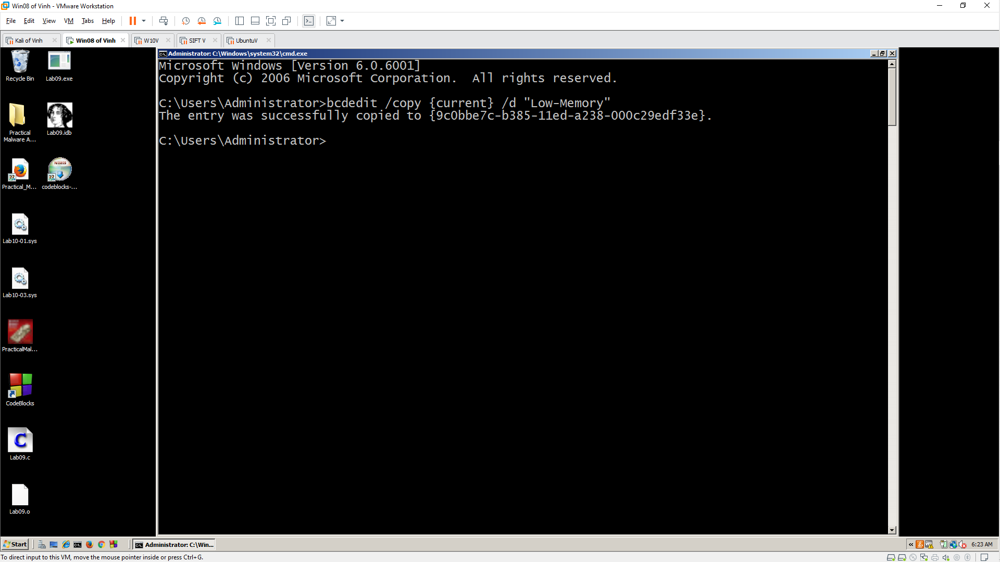 Win08 of Vinh - VMware Workstation
File Edit View VM Tabs Help
Kali of Vinh
Win08 of Vinh
W10V
SIFT V
UbuntuV
Administrator: C:\Windows\system32\cmd.exe
Microsoft Windows [Version 6.0.6001]
Copyright (c) 2006 Microsoft Corporation.  All rights reserved.
C:\Users\Administrator>bcdedit /copy {current} /d "Low-Memory"
The entry was successfully copied to {9c0bbe7c-b385-11ed-a238-000c29edf33e}.
C:\Users\Administrator>
Recycle Bin
Lab09.exe
Practical
Malware A...
Lab09.idb
Practical_M...
codeblocks-...
Lab10-01.sys
Lab10-03.sys
PracticalMal...
CodeBlocks
Lab09.c
Lab09.o
Start
Administrator: C:\Win...
6:23 AM
To direct input to this VM, move the mouse pointer inside or press Ctrl+G.